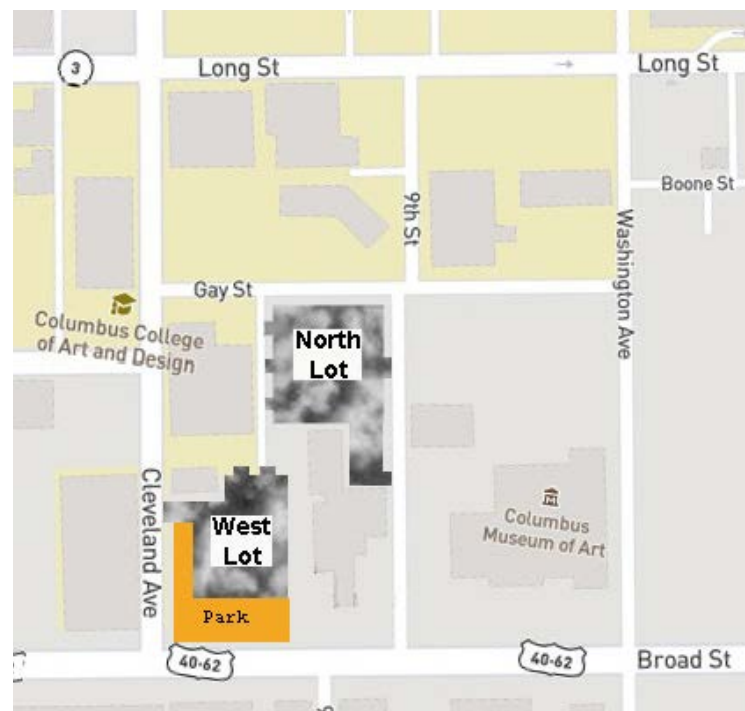 3
Long St
Long St
Boone St
9th St
Washington Ave
Gay St
Columbus College
of Art and Design
North
Lot
Cleveland Ave
West
Lot
Columbus
Museum of Art
Park
40-62
40-62
Broad St